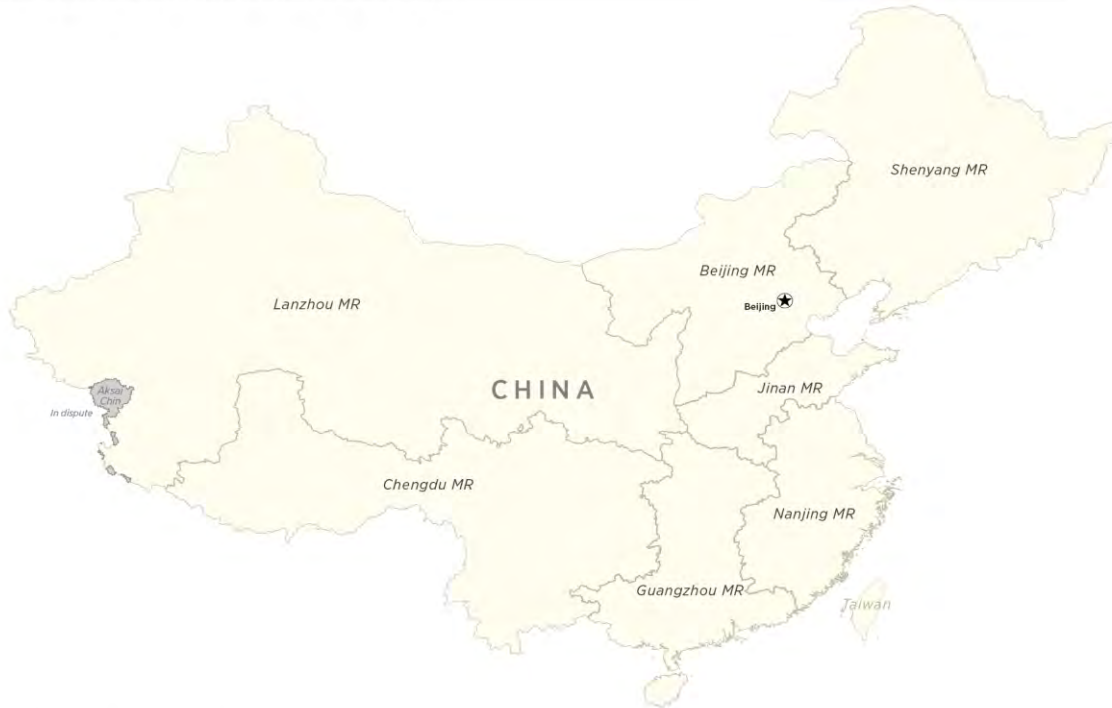 Shenyang MR
Beijing MR
Beijing
Lanzhou MR
CHINA
Jinan MR
Aksai
Chin
In dispute
Chengdu MR
Nanjing MR
Guangzhou MR
Taiwan